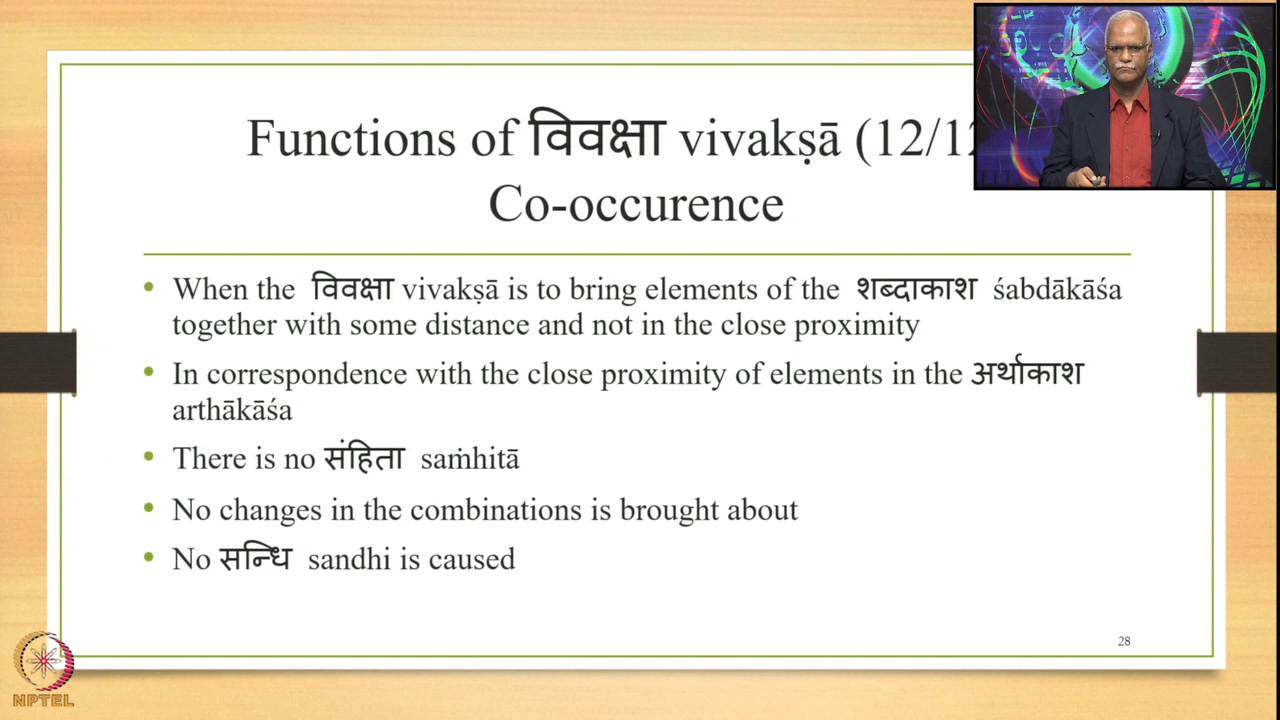 Functions of विवक्षा vivakṣā (12/12
Co-occurence
• When the विवक्षा vivakṣā is to bring elements of the शब्दाकाश śabdākāśa
together with some distance and not in the close proximity
• In correspondence with the close proximity of elements in the अर्थाकाश
arthākāśa
• There is no संहिता saṁhitā
• No changes in the combinations is brought about
• No सन्धि sandhi is caused
28
NPTEL